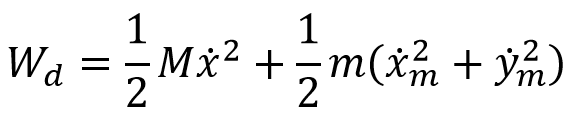 $W_d = \frac{1}{2} M \dot{x}^2 + \frac{1}{2} m (\dot{x}_m^2 + \dot{y}_m^2)$